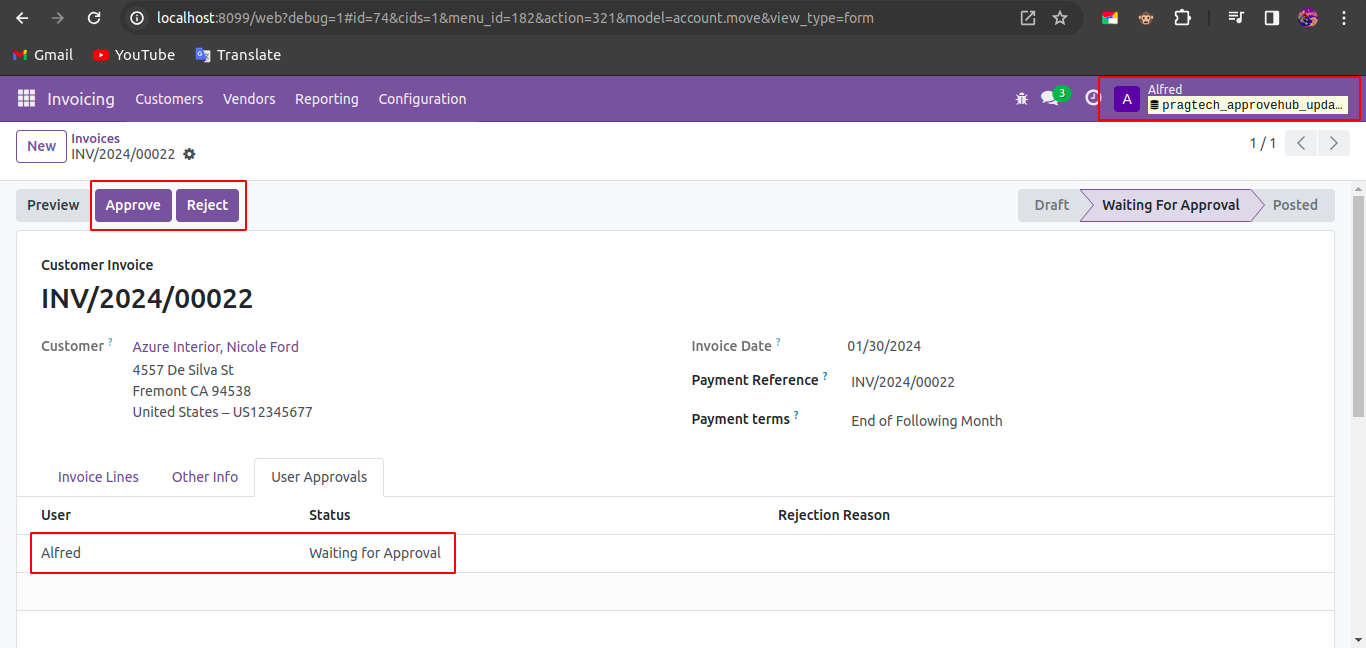 localhost:8099/web?debug=1#id=74&cids=1&menu_id=182&action=321&model=account.move&view_type=form
Gmail YouTube Translate
Invoicing Customers Vendors Reporting Configuration 3 A Alfred
pragtech_approvehub_upda...
New Invoices
INV/2024/00022 1 / 1
Preview Approve Reject Draft Waiting For Approval Posted
Customer Invoice
INV/2024/00022
Customer ? Azure Interior, Nicole Ford Invoice Date ? 01/30/2024
4557 De Silva St
Fremont CA 94538 Payment Reference ? INV/2024/00022
United States – US12345677 Payment terms ? End of Following Month
Invoice Lines Other Info User Approvals
User Status Rejection Reason
Alfred Waiting for Approval